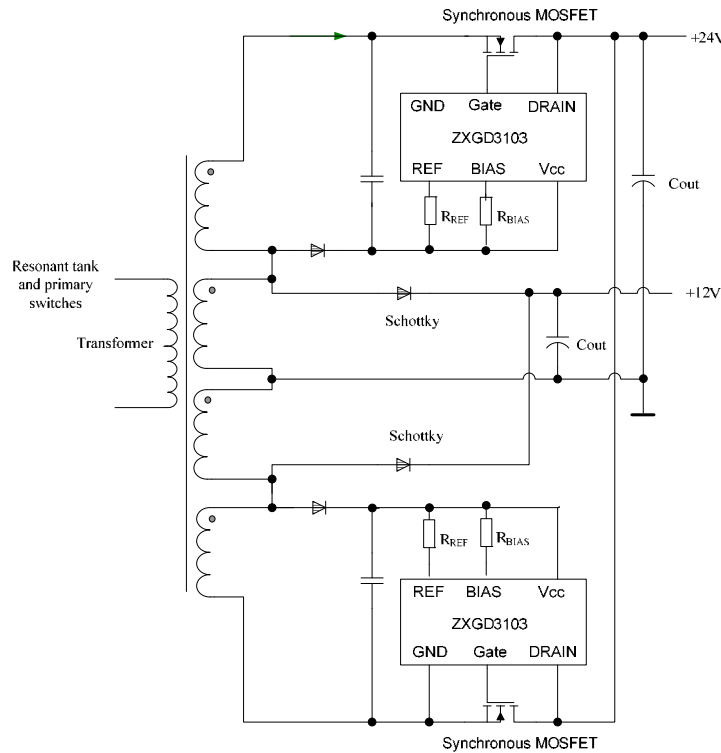 Synchronous MOSFET
+24V
GND Gate DRAIN
ZXGD3103
REF BIAS Vcc
RREF
RBIAS
Cout
Resonant tank
and primary
switches
Transformer
+12V
Schottky
Cout
Schottky
RREF
RBIAS
REF BIAS Vcc
ZXGD3103
GND Gate DRAIN
Synchronous MOSFET